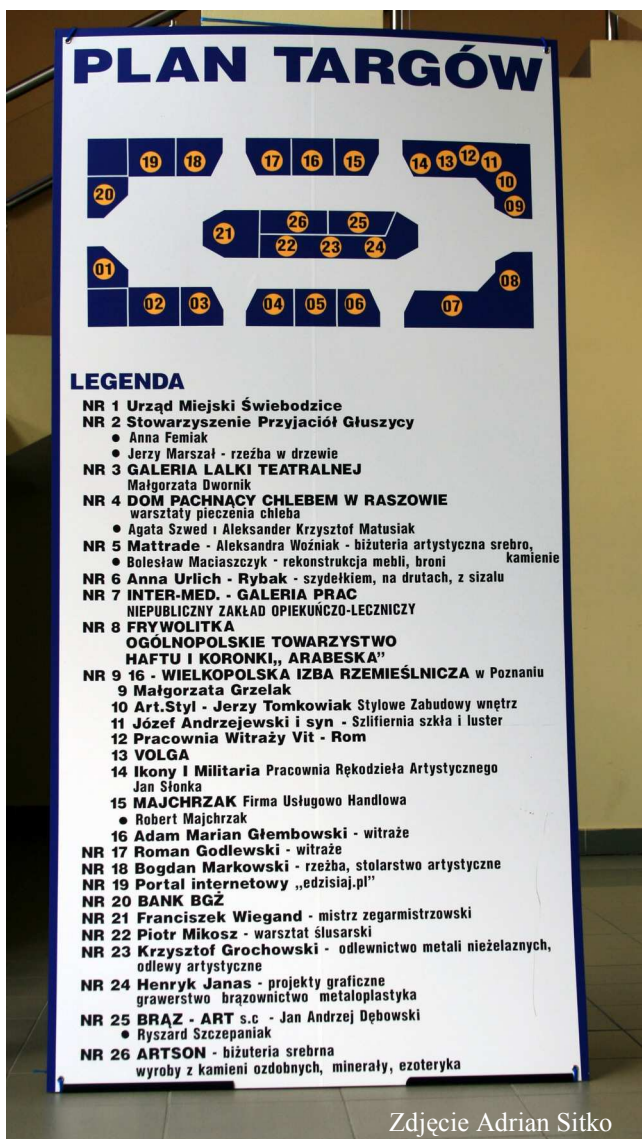 PLAN TARGÓW
19 18 17 16 15 14 13 12 11
10
20 09
26 25
21
22 23 24
01 08
02 03 04 05 06 07
LEGENDA
NR 1 Urząd Miejski Świebodzice
NR 2 Stowarzyszenie Przyjaciół Głuszycy
● Anna Femiak
● Jerzy Marszał - rzeźba w drzewie
NR 3 GALERIA LALKI TEATRALNEJ
Małgorzata Dwornik
NR 4 DOM PACHNĄCY CHLEBEM W RASZOWIE
warsztaty pieczenia chleba
● Agata Szwed i Aleksander Krzysztof Matusiak
NR 5 Mattrade - Aleksandra Woźniak - biżuteria artystyczna srebro,
● Bolesław Maciaszczyk - rekonstrukcja mebli, broni kamienie
NR 6 Anna Urlich - Rybak - szydełkiem, na drutach, z sizalu
NR 7 INTER-MED. - GALERIA PRAC
NIEPUBLICZNY ZAKŁAD OPIEKUŃCZO-LECZNICZY
NR 8 FRYWOLITKA
OGÓLNOPOLSKIE TOWARZYSTWO
HAFTU I KORONKI,, ARABESKA”
NR 9 16 - WIELKOPOLSKA IZBA RZEMIEŚLNICZA w Poznaniu
9 Małgorzata Grzelak
10 Art.Styl - Jerzy Tomkowiak Stylowe Zabudowy wnętrz
11 Józef Andrzejewski i syn - Szlifiernia szkła i luster
12 Pracownia Witraży Vit - Rom
13 VOLGA
14 Ikony I Militaria Pracownia Rękodzieła Artystycznego
Jan Słonka
15 MAJCHRZAK Firma Usługowo Handlowa
● Robert Majchrzak
16 Adam Marian Głembowski - witraże
NR 17 Roman Godlewski - witraże
NR 18 Bogdan Markowski - rzeżba, stolarstwo artystyczne
NR 19 Portal internetowy „edzisiaj.pl”
NR 20 BANK BGŻ
NR 21 Franciszek Wiegand - mistrz zegarmistrzowski
NR 22 Piotr Mikosz - warsztat ślusarski
NR 23 Krzysztof Grochowski - odlewnictwo metali nieżelaznych,
odlewy artystyczne
NR 24 Henryk Janas - projekty graficzne
grawerstwo brązownictwo metaloplastyka
NR 25 BRĄZ - ART s.c - Jan Andrzej Dębowski
● Ryszard Szczepaniak
NR 26 ARTSON - biżuteria srebrna
wyroby z kamieni ozdobnych, minerały, ezoteryka
Zdjęcie Adrian Sitko